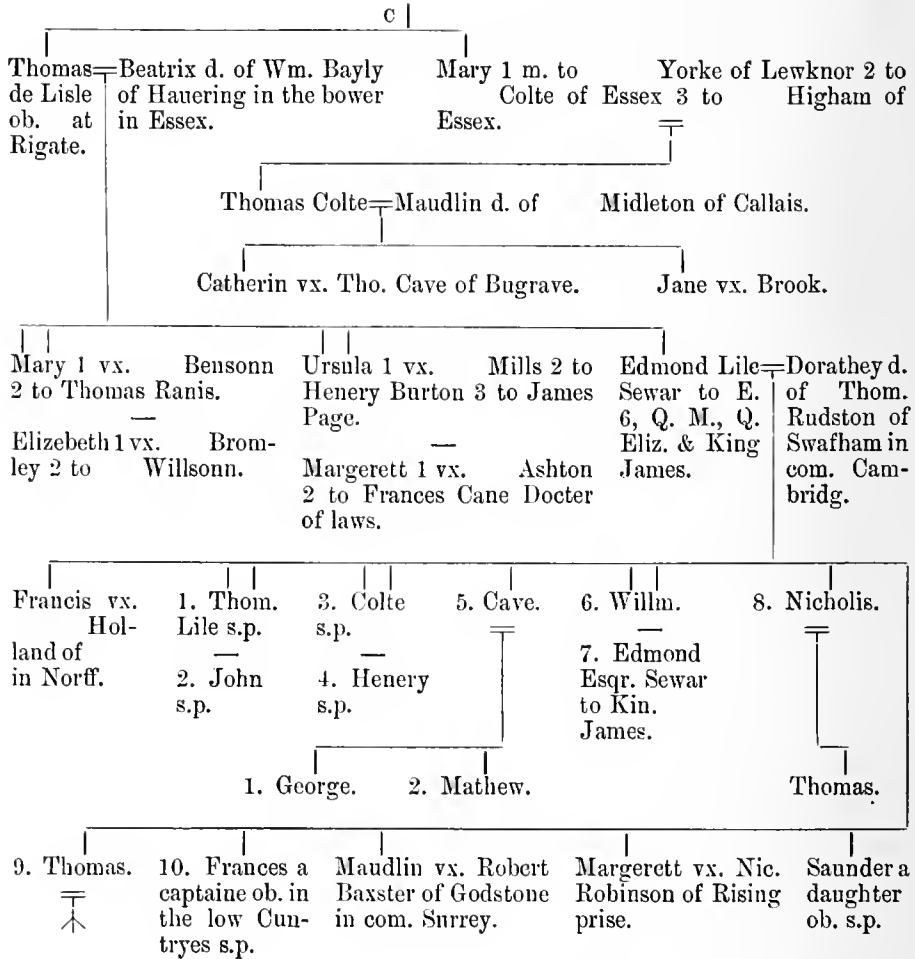 C
Thomas de Lisle ob. at Rigate.
Beatrix d. of Wm. Bayly of Hauering in the bower in Essex.
Mary 1 m. to Yorke of Lewknor 2 to
Colte of Essex 3 to Higham of
Essex.
Thomas Colte Maudlin d. of Midleton of Callais.
Catherin vx. Tho. Cave of Bugrave. Jane vx. Brook.
Mary 1 vx. Bensonn
2 to Thomas Ranis.
Elizebeth 1 vx. Brom-
ley 2 to Willsonn.
Ursula 1 vx. Mills 2 to
Henery Burton 3 to James
Page.
Margerett 1 vx. Ashton
2 to Frances Cane Docter
of laws.
Edmond Lile
Sewar to E.
6, Q. M., Q.
Eliz. & King
James.
Dorathey d.
of Thom.
Rudston of
Swafham in
com. Cam-
bridg.
Francis vx.
Hol-
land of
in Norff.
1. Thom.
Lile s.p.
2. John
s.p.
3. Colte
s.p.
4. Henery
s.p.
5. Cave.
6. Willm.
7. Edmond
Esqr. Sewar
to Kin.
James.
8. Nicholis.
1. George. 2. Mathew.
Thomas.
9. Thomas.
10. Frances a
captaine ob. in
the low Cun-
tryes s.p.
Maudlin vx. Robert
Baxster of Godstone
in com. Surrey.
Margerett vx. Nic.
Robinson of Rising
prise.
Saunder a
daughter
ob. s.p.